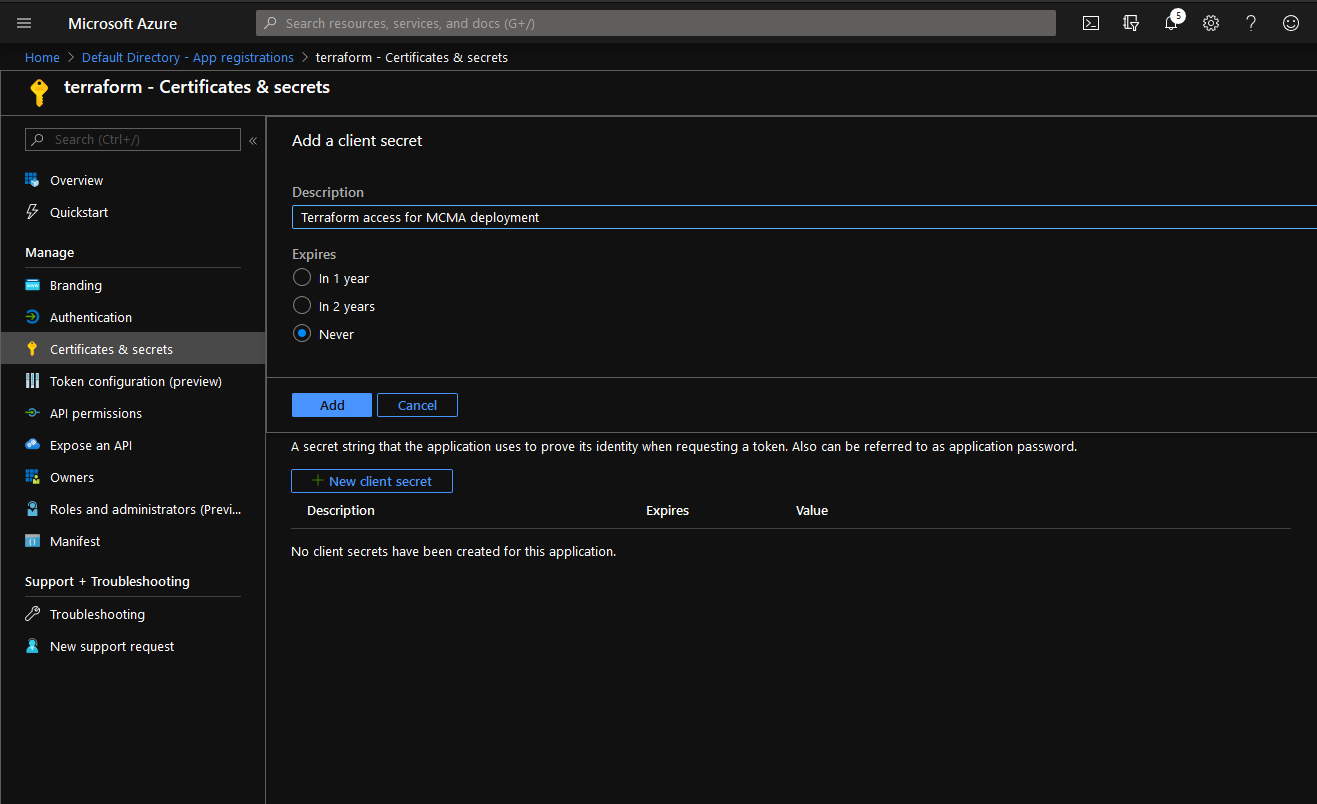 Microsoft Azure
Search resources, services, and docs (G+/)
5
Home > Default Directory - App registrations > terraform - Certificates & secrets
terraform - Certificates & secrets
Search (Ctrl+/)
«
Overview
Quickstart
Manage
Branding
Authentication
Certificates & secrets
Token configuration (preview)
API permissions
Expose an API
Owners
Roles and administrators (Previ...
Manifest
Support + Troubleshooting
Troubleshooting
New support request
Add a client secret
Description
Terraform access for MCMA deployment
Expires
In 1 year
In 2 years
Never
Add Cancel
A secret string that the application uses to prove its identity when requesting a token. Also can be referred to as application password.
+ New client secret
Description Expires Value
No client secrets have been created for this application.